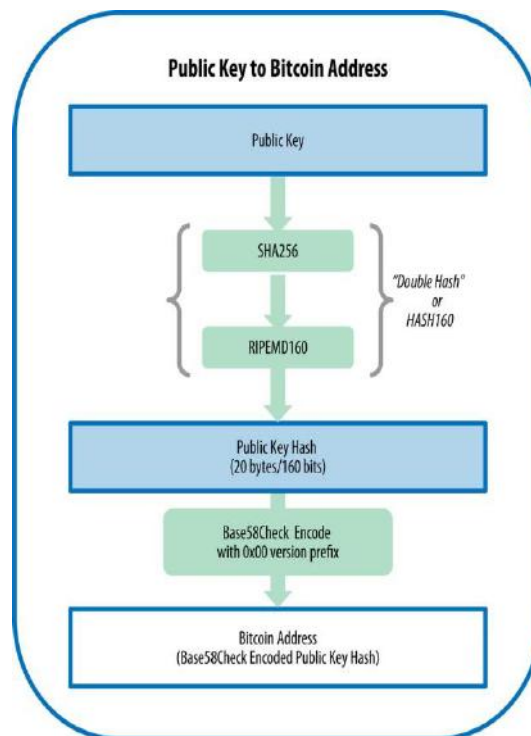 Public Key to Bitcoin Address
Public Key
SHA256
"Double Hash"
or
HASH160
RIPEMD160
Public Key Hash
(20 bytes/160 bits)
Base58Check Encode
with 0x00 version prefix
Bitcoin Address
(Base58Check Encoded Public Key Hash)